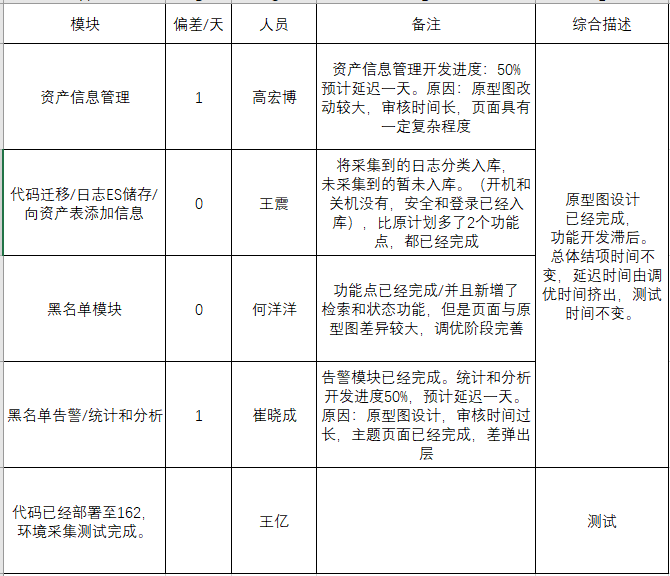 模块
偏差/天
人员
备注
综合描述
资产信息管理
1
高宏博
资产信息管理开发进度：50%
预计延迟一天。原因：原型图改
动较大，审核时间长，页面具有
一定复杂程度
代码迁移/日志ES储存/
向资产表添加信息
0
王震
将采集到的日志分类入库，
未采集到的暂未入库。（开机和
关机没有，安全和登录已经入
库），比原计划多了2个功能
点，都已经完成
原型图设计
已经完成，
功能开发滞后。
总体结项时间不
变，延迟时间由调
优时间挤出，测试
时间不变。
黑名单模块
0
何洋洋
功能点已经完成/并且新增了
检索和状态功能，但是页面与原
型图差异较大，调优阶段完善
黑名单告警/统计和分析
1
崔晓成
告警模块已经完成。统计和分析
开发进度50%，预计延迟一天。
原因：原型图设计，审核时间过
长，主题页面已经完成，差弹出
层
代码已经部署至162，
环境采集测试完成。
王亿
测试